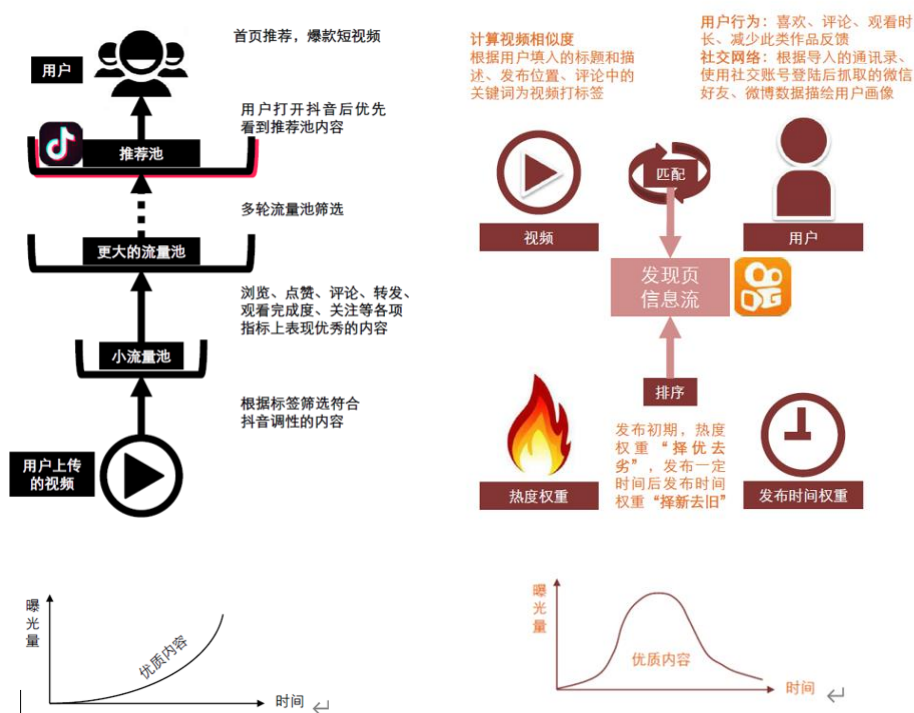 首页推荐，爆款短视频
用户
用户打开抖音后优先
看到推荐池内容
推荐池
多轮流量池筛选
更大的流量池
浏览、点赞、评论、转发、
观看完成度、关注等各项
指标上表现优秀的内容
小流量池
根据标签筛选符合
抖音调性的内容
用户上传
的视频
曝光量
优质内容
时间
计算视频相似度
根据用户填入的标题和描
述、发布位置、评论中的
关键词为视频打标签
用户行为：喜欢、评论、观看时
长、减少此类作品反馈
社交网络：根据导入的通讯录、
使用社交账号登陆后抓取的微信
好友、微博数据描绘用户画像
匹配
视频
用户
发现页
信息流
排序
发布初期，热度
权重“择优去
劣”，发布一定
时间后发布时间
权重“择新去旧”
热度权重
发布时间权重
曝光量
优质内容
时间